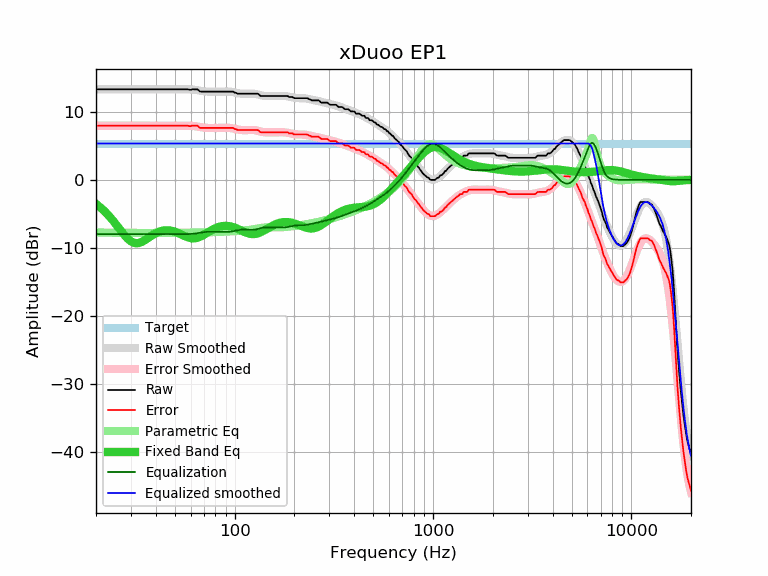 xDuoo EP1
Amplitude (dBr)
10
0
−10
−20
−30
−40
Target
Raw Smoothed
Error Smoothed
Raw
Error
Parametric Eq
Fixed Band Eq
Equalization
Equalized smoothed
100
1000
10000
Frequency (Hz)